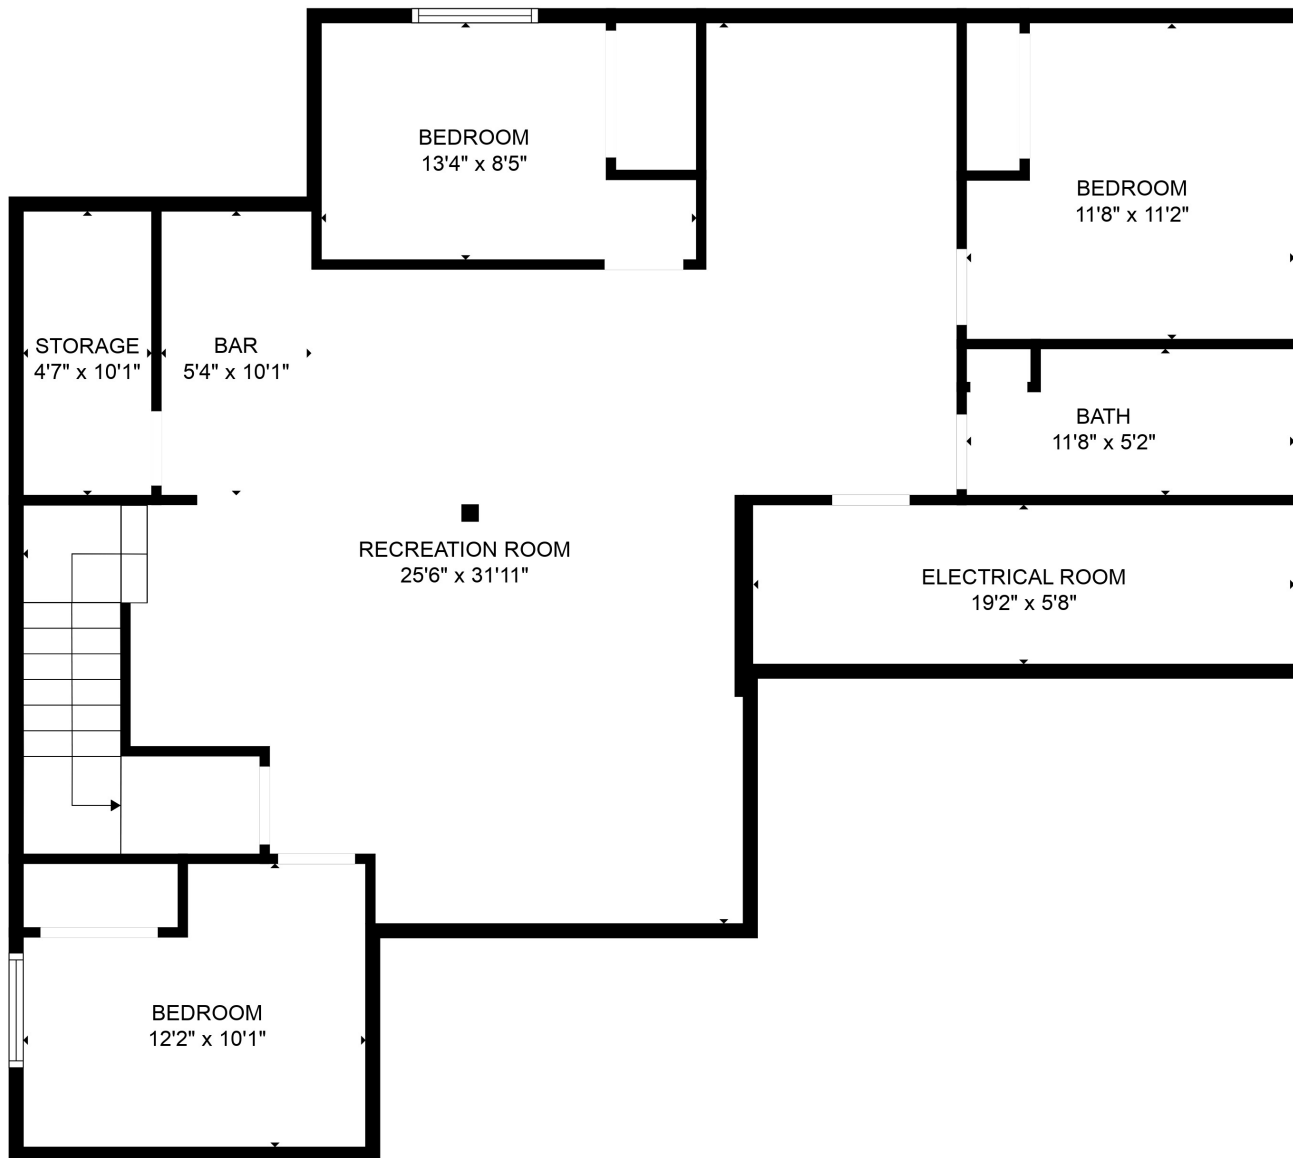 BEDROOM
13'4" x 8'5"
BEDROOM
11'8" x 11'2"
STORAGE
4'7" x 10'1"
BAR
5'4" x 10'1"
BATH
11'8" x 5'2"
RECREATION ROOM
25'6" x 31'11"
ELECTRICAL ROOM
19'2" x 5'8"
BEDROOM
12'2" x 10'1"